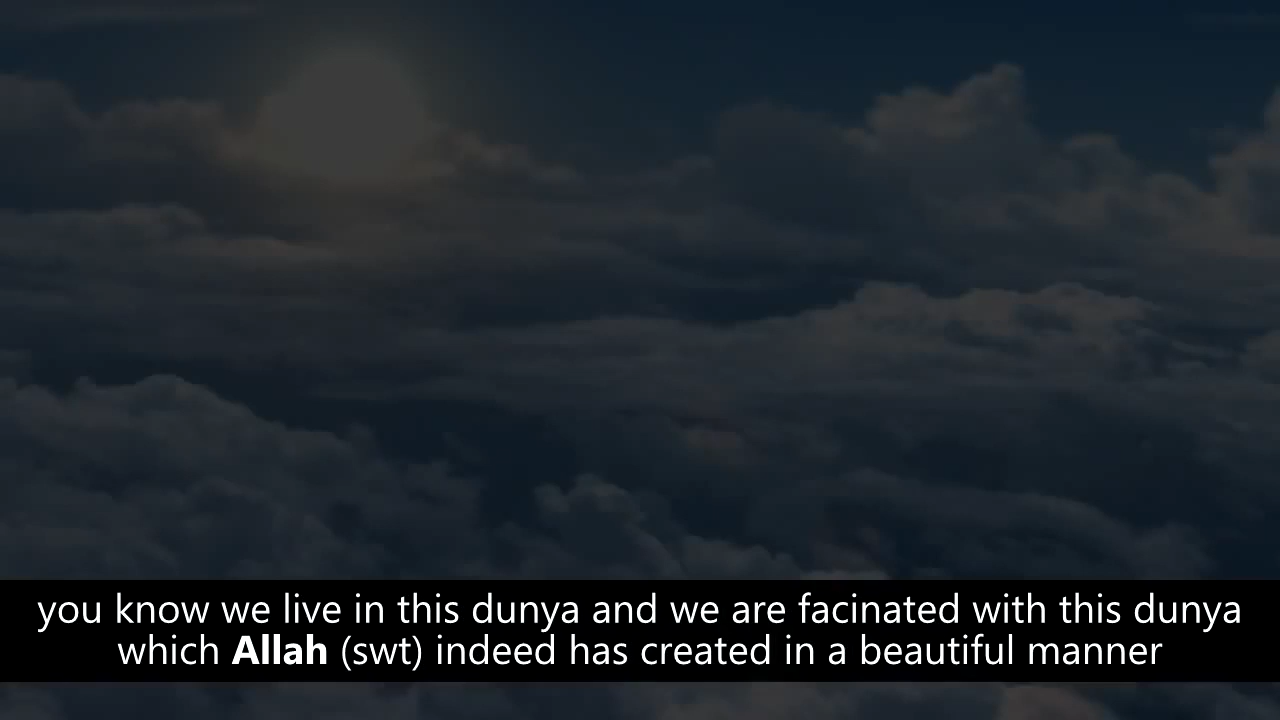 you know we live in this dunya and we are facinated with this dunya
which Allah (swt) indeed has created in a beautiful manner